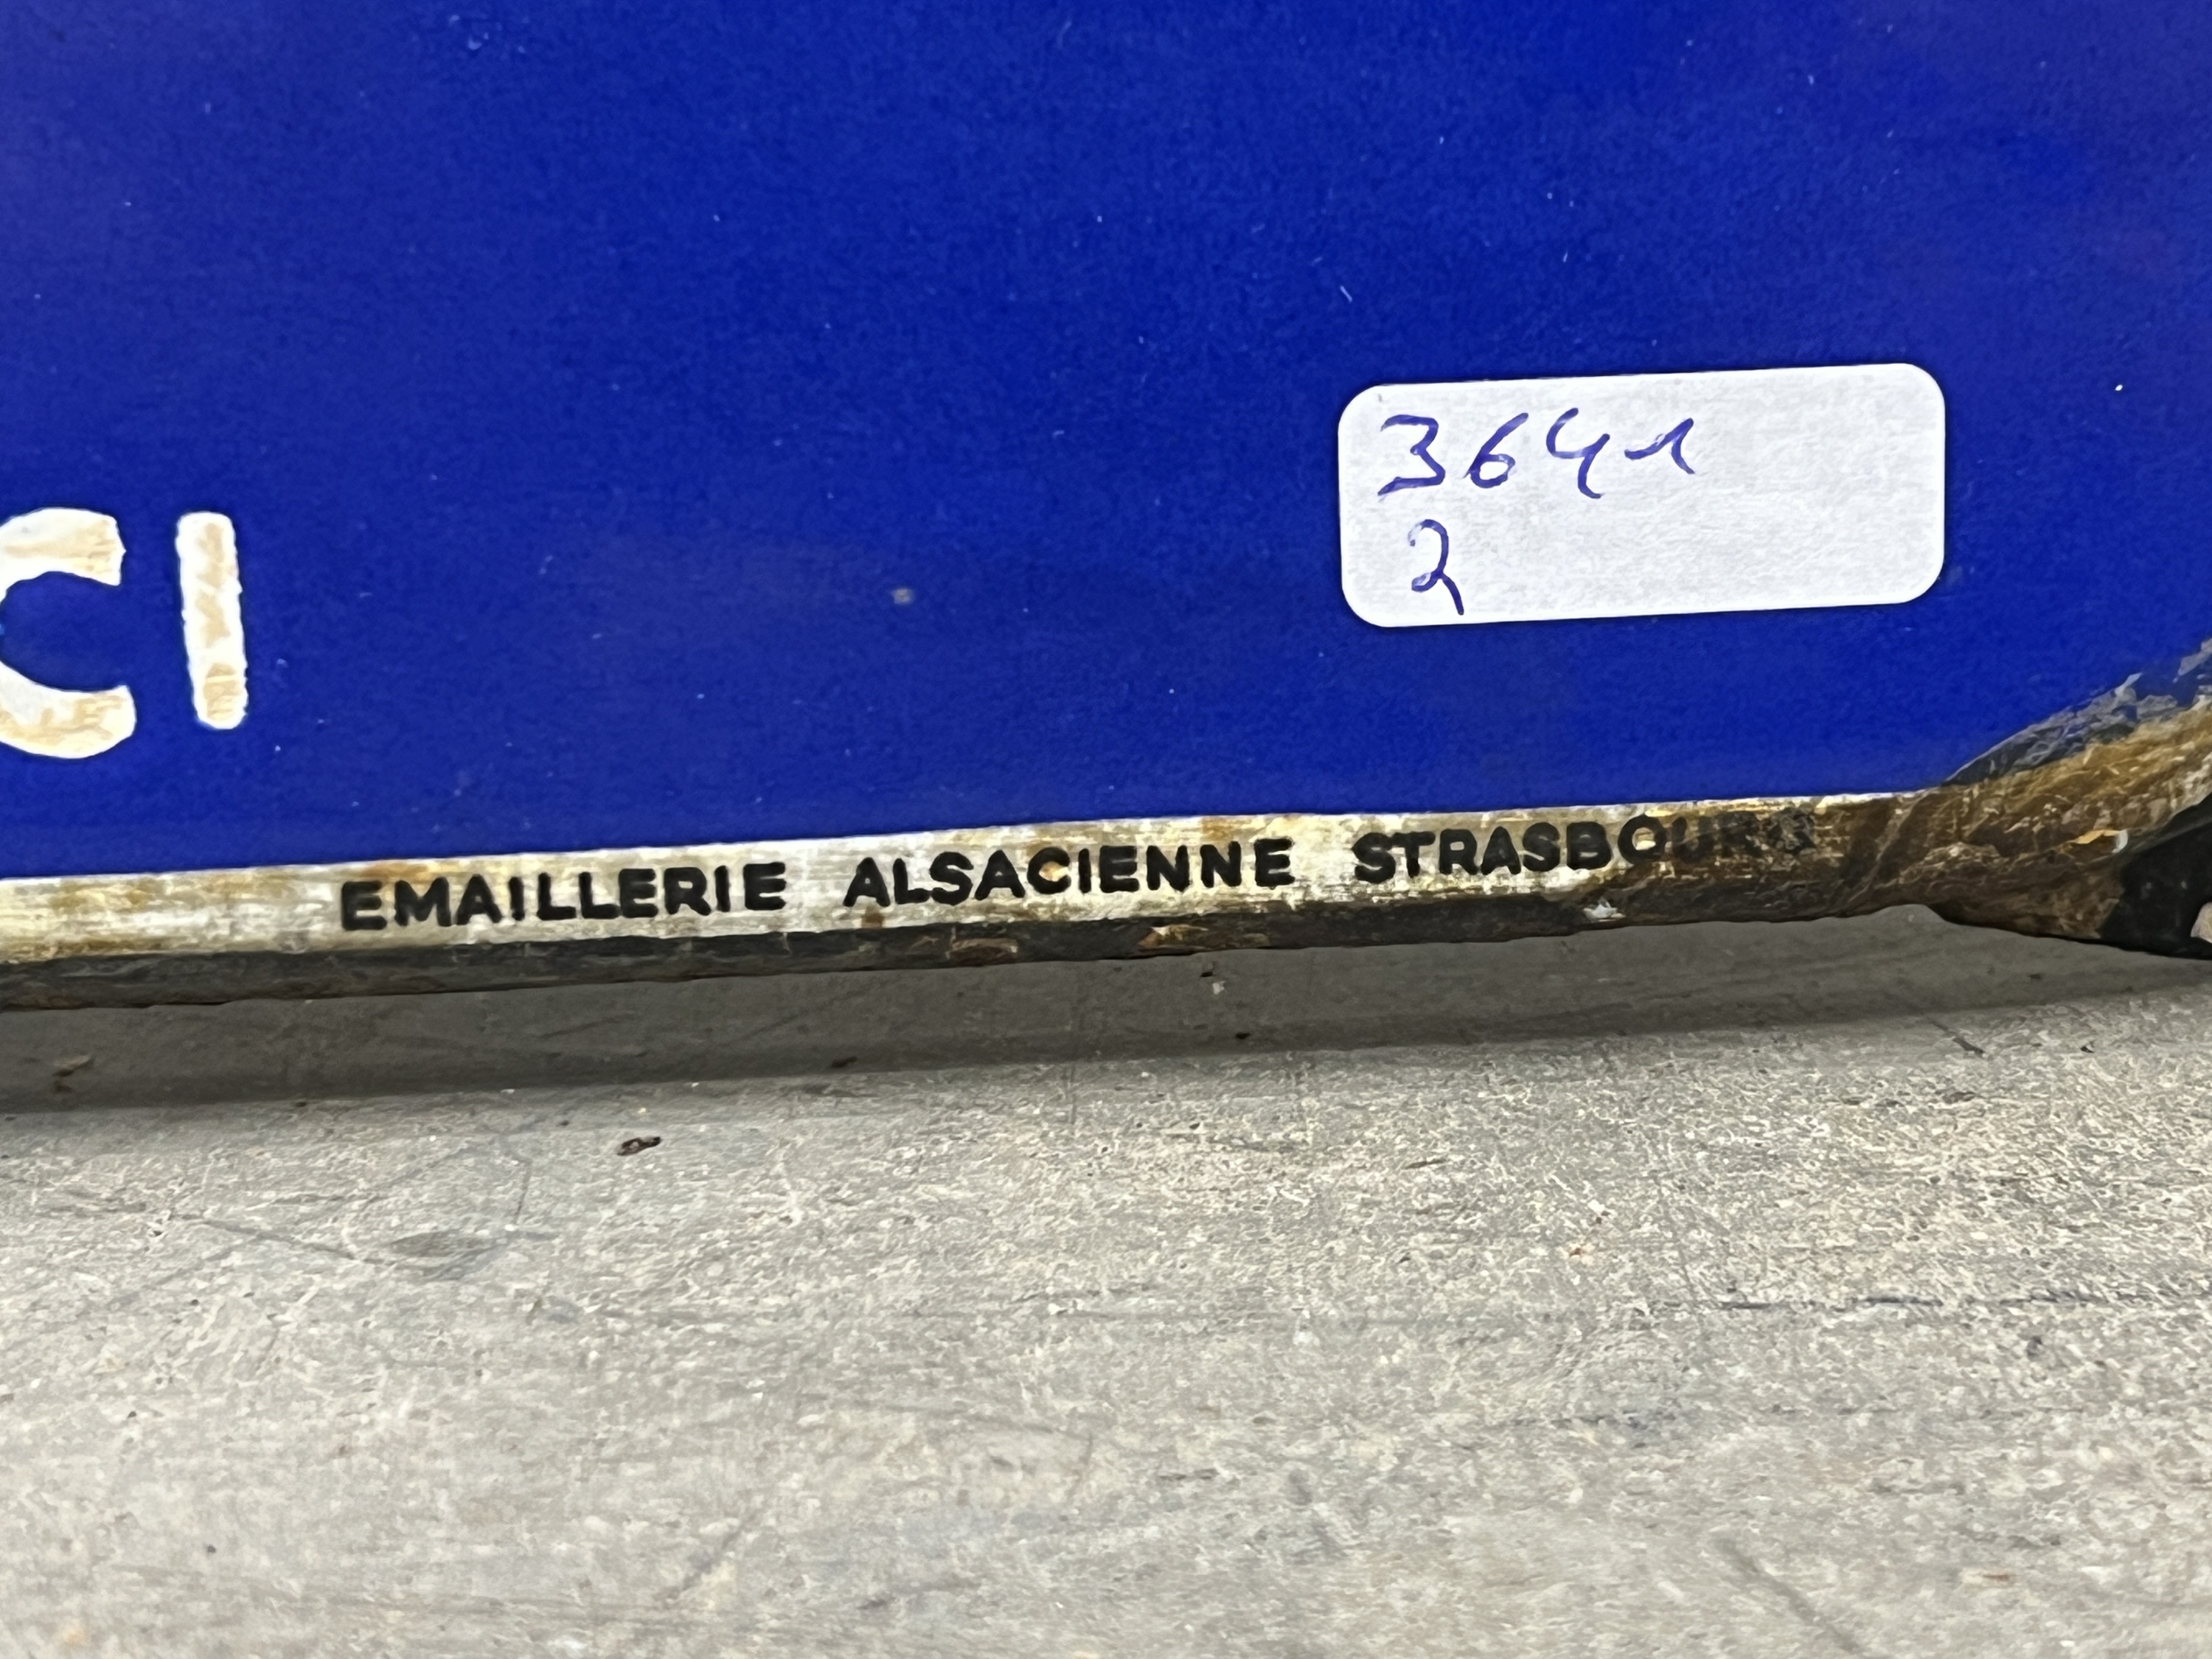 3641
2
CI
EMAILLERIE ALSACIENNE STRASBOURG